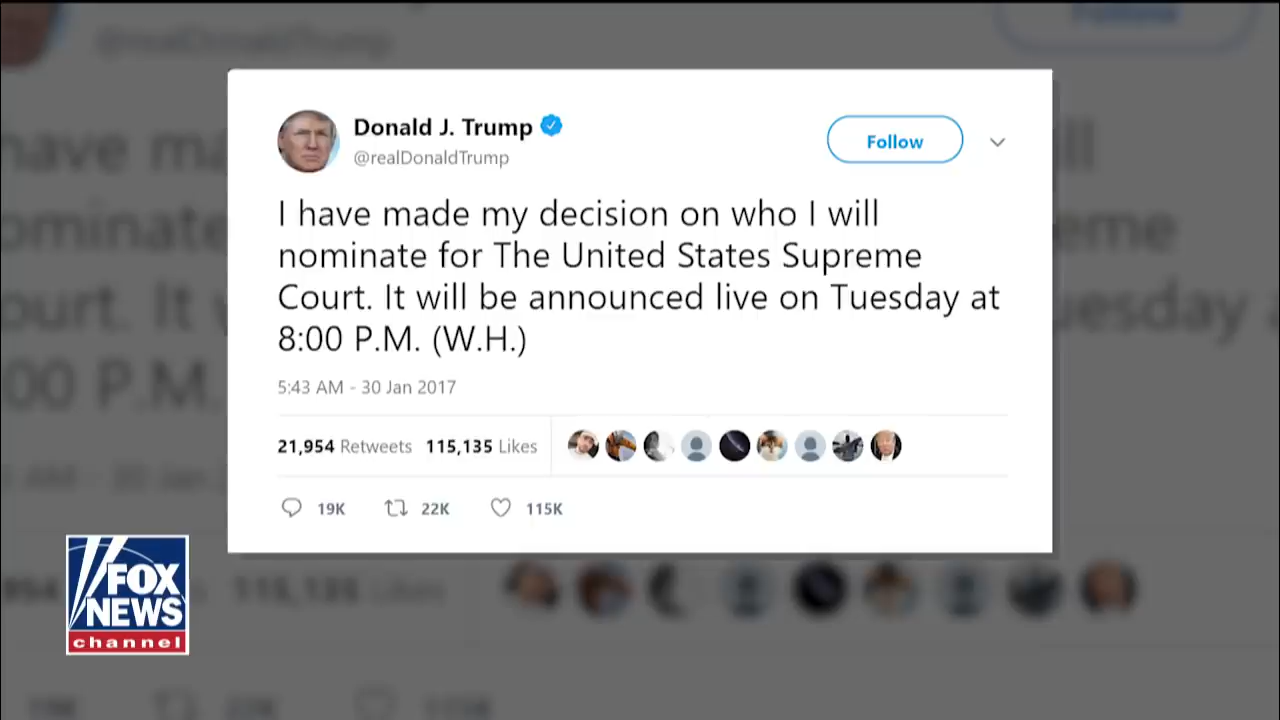 Donald J. Trump
@realDonaldTrump
Follow
I have made my decision on who I will
nominate for The United States Supreme
Court. It will be announced live on Tuesday at
8:00 P.M. (W.H.)
5:43 AM - 30 Jan 2017
21,954 Retweets 115,135 Likes
19K 22K 115K
FOX
NEWS
channel